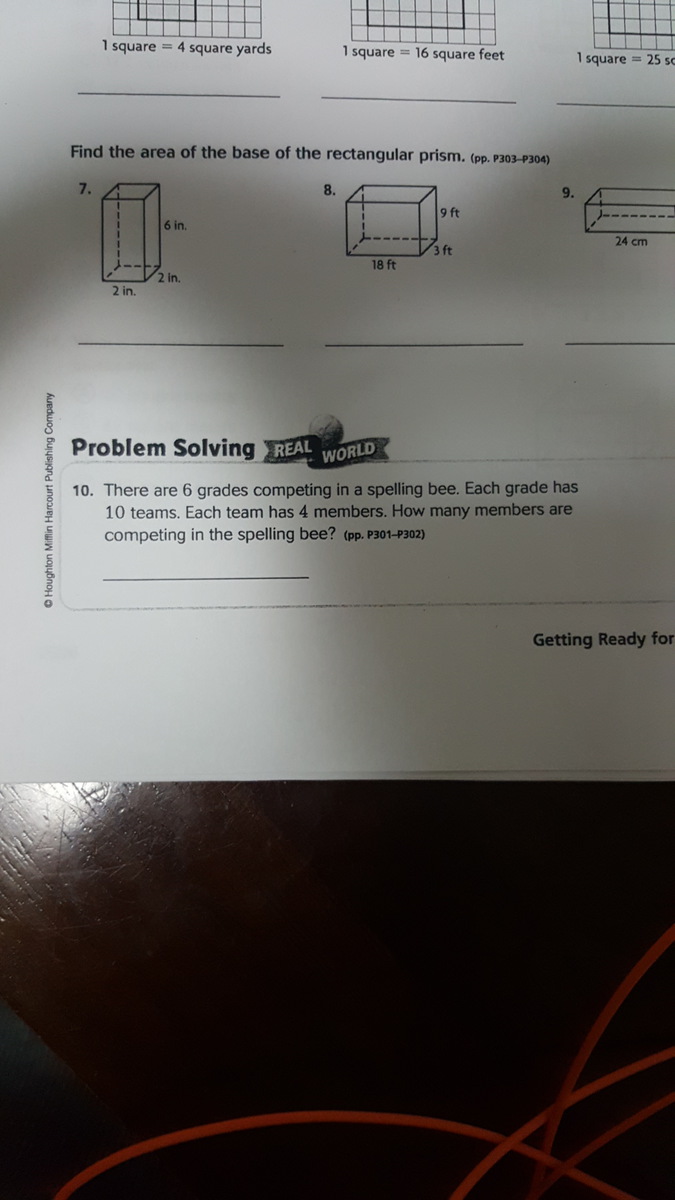 1 square = 4 square yards
1 square = 16 square feet
1 square = 25
Find the area of the base of the rectangular prism. (pp. P303–P304)
7.
6 in.
2 in.
2 in.
8.
9 ft
3 ft
18 ft
9.
24 cm
Problem Solving REAL WORLD
10. There are 6 grades competing in a spelling bee. Each grade has
10 teams. Each team has 4 members. How many members are
competing in the spelling bee? (pp. P301–P302)
© Houghton Mifflin Harcourt Publishing Company
Getting Ready for